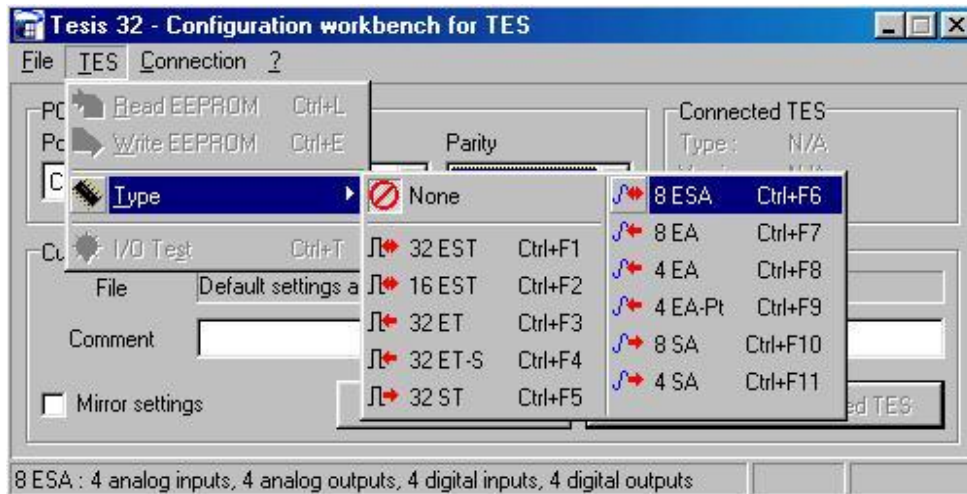 Tesis 32 - Configuration workbench for TES
File TES Connection ?
Read EEPROM Ctrl+L
Write EEPROM Ctrl+E
Type
I/O Test Ctrl+T
Parity
Connected TES
Type : N/A
N/A
None
32 EST Ctrl+F1
16 EST Ctrl+F2
32 ET Ctrl+F3
32 ET-S Ctrl+F4
32 ST Ctrl+F5
8 ESA Ctrl+F6
8 EA Ctrl+F7
4 EA Ctrl+F8
4 EA-Pt Ctrl+F9
8 SA Ctrl+F10
4 SA Ctrl+F11
File Default settings a
Comment
Mirror settings
ed TES
8 ESA : 4 analog inputs, 4 analog outputs, 4 digital inputs, 4 digital outputs